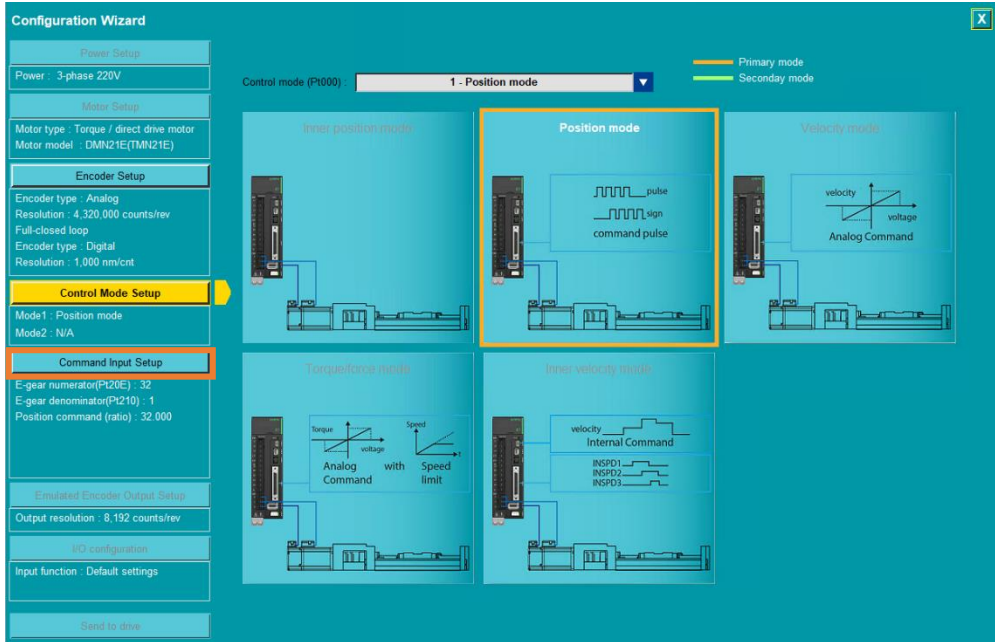 Configuration Wizard
X
Power Setup
Power : 3-phase 220V
Motor Setup
Motor type : Torque / direct drive motor
Motor model : DMN21E(TMN21E)
Encoder Setup
Encoder type : Analog
Resolution : 4,320,000 counts/rev
Full-closed loop
Encoder type : Digital
Resolution : 1,000 nm/cnt
Control Mode Setup
Mode1 : Position mode
Mode2 : N/A
Command Input Setup
E-gear numerator(Pt20E) : 32
E-gear denominator(Pt210) : 1
Position command (ratio) : 32.000
Emulated Encoder Output Setup
Output resolution : 8,192 counts/rev
I/O configuration
Input function : Default settings
Send to drive
Control mode (Pt000) : 1 - Position mode
Primary mode
Seconday mode
Inner position mode
Position mode
pulse
sign
command pulse
Velocity mode
velocity
voltage
Analog Command
Torque/force mode
Torque
voltage
Speed
t
Analog with Speed
Command limit
Inner velocity mode
velocity
Internal Command
INSPD1
INSPD2
INSPD3